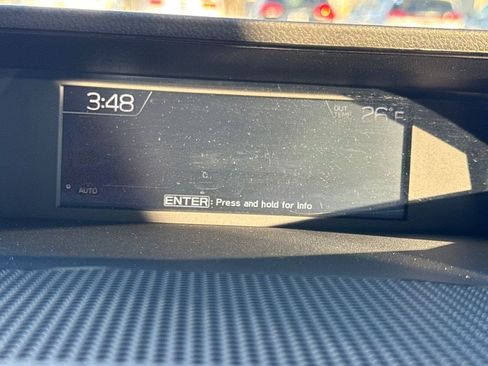 3:48
OUT
TEMP.
26°F
AUTO
ENTER: Press and hold for Info